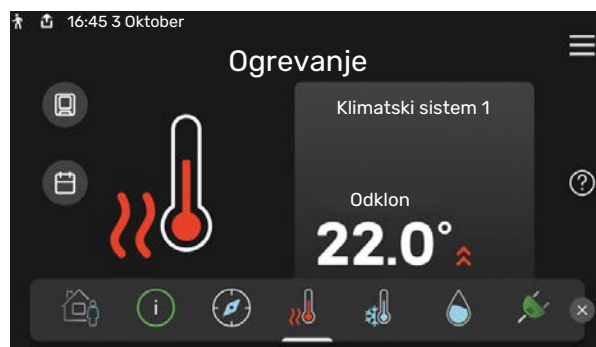 16:45 3 Oktober
Ogrevanje
Klimatski sistem 1
Odklon
22.0°